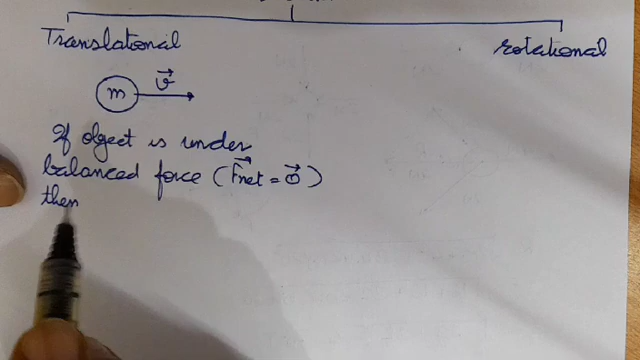 Translational
rotational
m
v⃗
If object is under
balanced force ( F⃗net = 0⃗ )
then